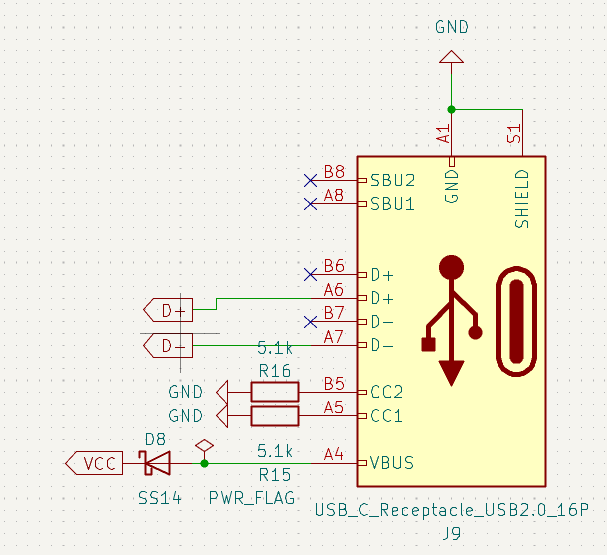 GND
A1
S1
GND
SHIELD
B8
SBU2
A8
SBU1
B6
D+
D+
A6
D+
B7
D-
D-
A7
D-
5.1k
R16
GND
B5
CC2
GND
A5
CC1
D8
5.1k
VCC
A4
VBUS
R15
SS14
PWR_FLAG
USB_C_Receptacle_USB2.0_16P
J9